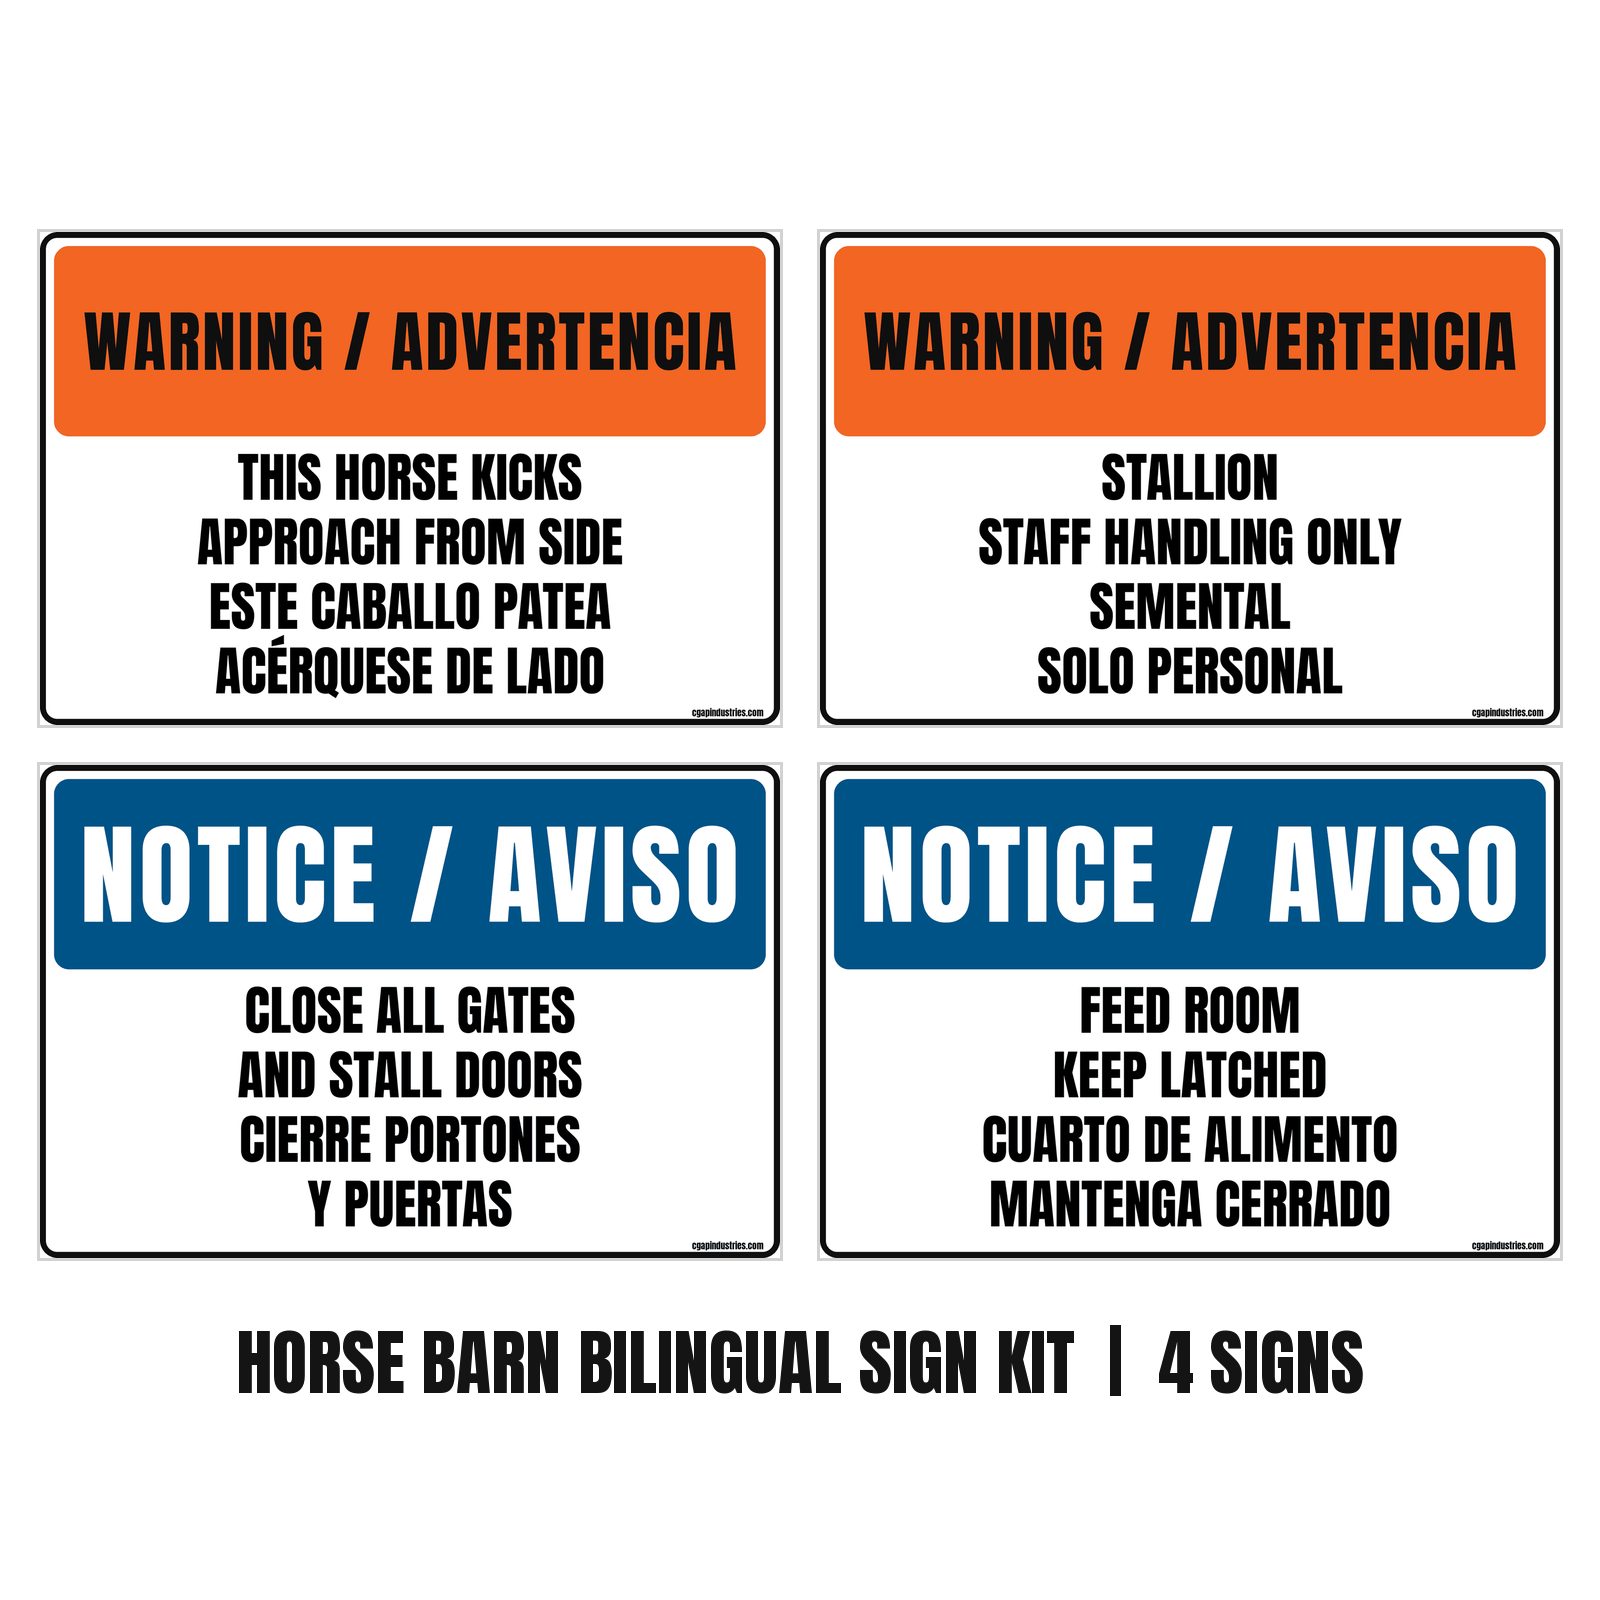 WARNING / ADVERTENCIA
THIS HORSE KICKS
APPROACH FROM SIDE
ESTE CABALLO PATEA
ACÉRQUESE DE LADO
cgapindustries.com
WARNING / ADVERTENCIA
STALLION
STAFF HANDLING ONLY
SEMENTAL
SOLO PERSONAL
cgapindustries.com
NOTICE / AVISO
CLOSE ALL GATES
AND STALL DOORS
CIERRE PORTONES
Y PUERTAS
cgapindustries.com
NOTICE / AVISO
FEED ROOM
KEEP LATCHED
CUARTO DE ALIMENTO
MANTENGA CERRADO
cgapindustries.com
HORSE BARN BILINGUAL SIGN KIT | 4 SIGNS